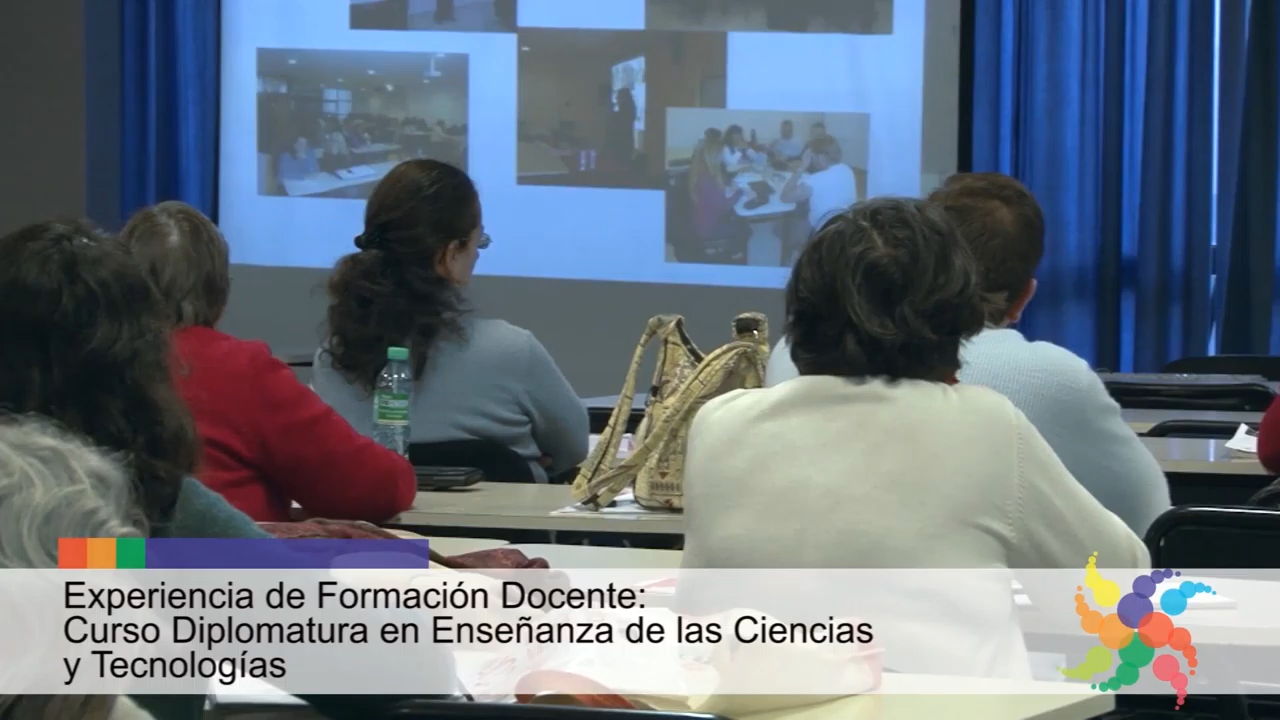 Experiencia de Formación Docente:
Curso Diplomatura en Enseñanza de las Ciencias
y Tecnologías